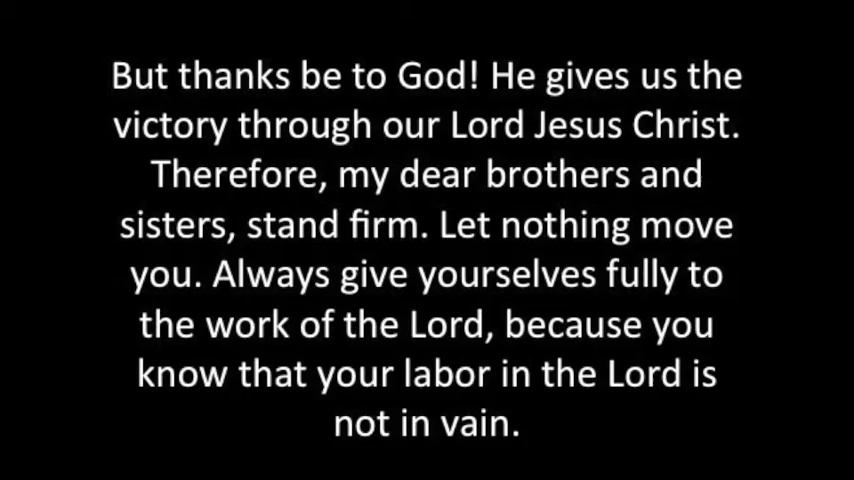 But thanks be to God! He gives us the
victory through our Lord Jesus Christ.
Therefore, my dear brothers and
sisters, stand firm. Let nothing move
you. Always give yourselves fully to
the work of the Lord, because you
know that your labor in the Lord is
not in vain.